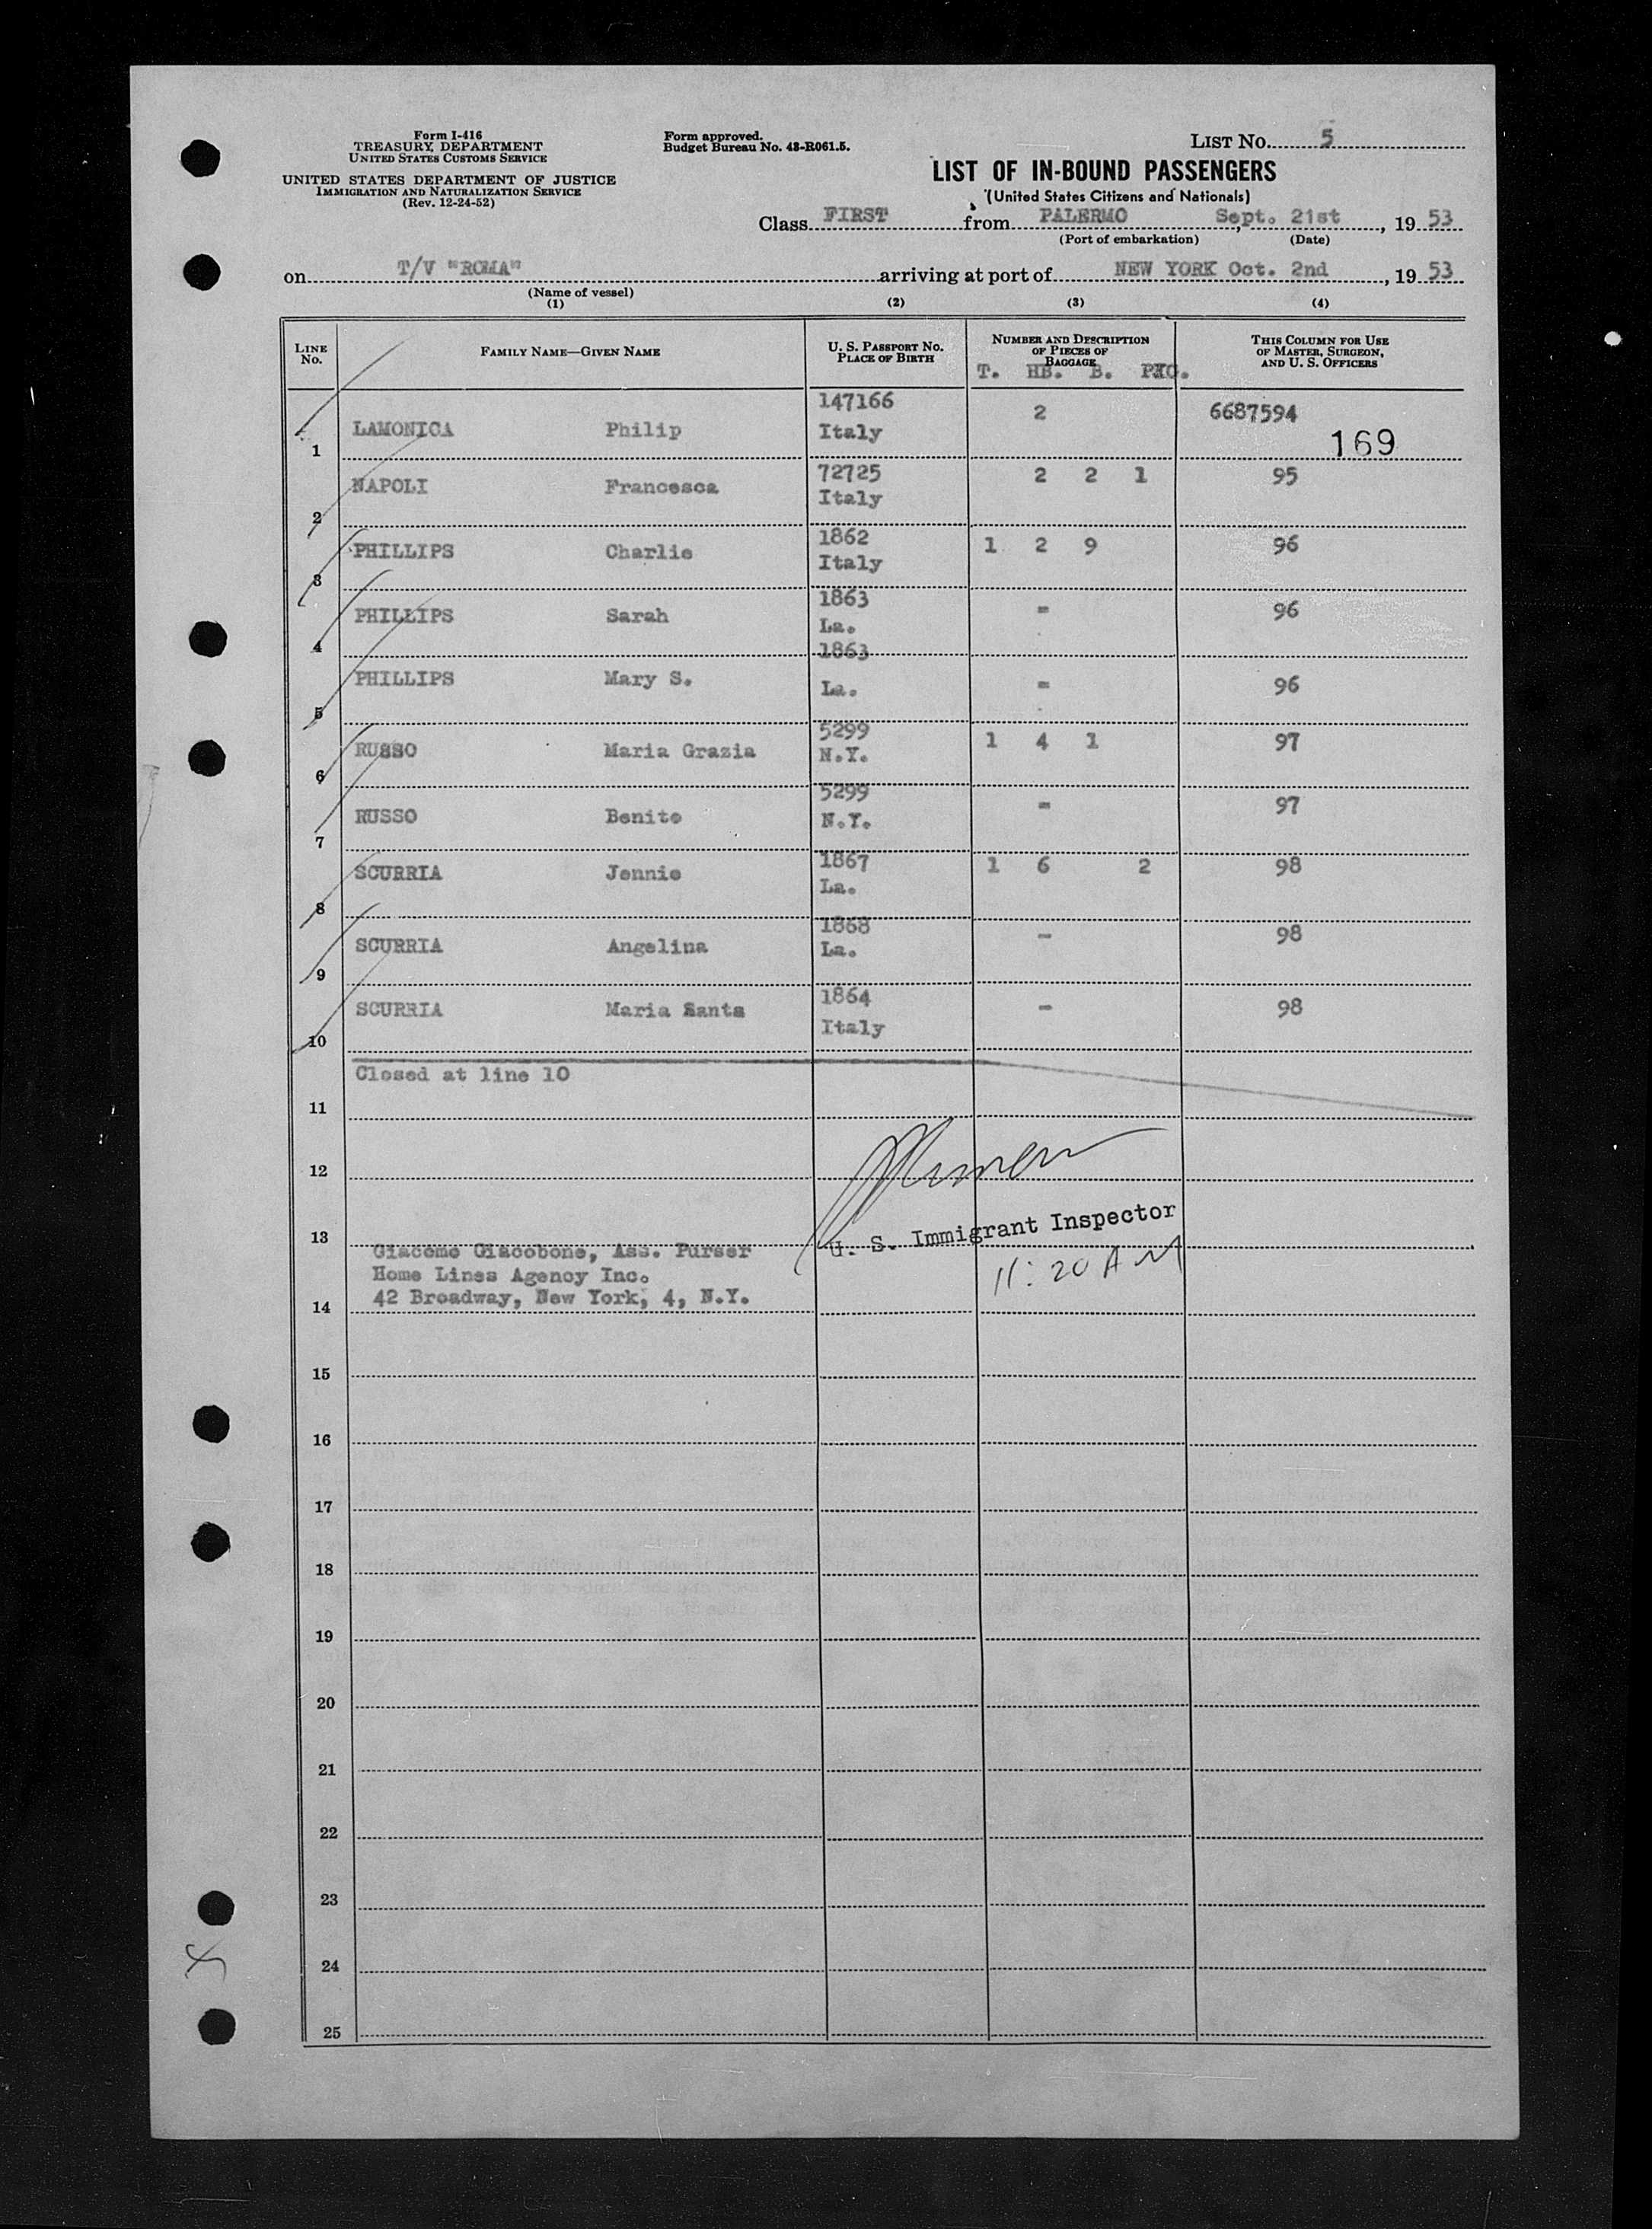 Form I-416
TREASURY DEPARTMENT
UNITED STATES CUSTOMS SERVICE
UNITED STATES DEPARTMENT OF JUSTICE
IMMIGRATION AND NATURALIZATION SERVICE
(Rev. 12-24-52)
Form approved.
Budget Bureau No. 43-R061.5.
LIST No. 5
LIST OF IN-BOUND PASSENGERS
(United States Citizens and Nationals)
Class FIRST from PALERMO, Sept. 21st, 19 53
(Port of embarkation) (Date)
on T/V "ROMA" arriving at port of NEW YORK Oct. 2nd, 19 53
(Name of vessel)
(1) (2) (3) (4)
LINE No. FAMILY NAME—GIVEN NAME U. S. PASSPORT No. PLACE OF BIRTH NUMBER AND DESCRIPTION OF PIECES OF BAGGAGE THIS COLUMN FOR USE OF MASTER, SURGEON, AND U. S. OFFICERS
T. HB. B. PKG.
1 LAMONICA Philip 147166 Italy 2 6687594
169
2 NAPOLI Francesca 72725 Italy 2 2 1 95
3 PHILLIPS Charlie 1862 Italy 1 2 9 96
4 PHILLIPS Sarah 1863 La. - 96
5 PHILLIPS Mary S. 1863 La. - 96
6 RUSSO Maria Grazia 5299 N.Y. 1 4 1 97
7 RUSSO Benito 5299 N.Y. - 97
8 SCURRIA Jennie 1867 La. 1 6 2 98
9 SCURRIA Angelina 1868 La. - 98
10 SCURRIA Maria Santa 1864 Italy - 98
Closed at line 10
11
12
13
U. S. Immigrant Inspector
11:20 AM
Giacomo Giacobone, Ass. Purser
Home Lines Agency Inc.
42 Broadway, New York, 4, N.Y.
14
15
16
17
18
19
20
21
22
23
24
25